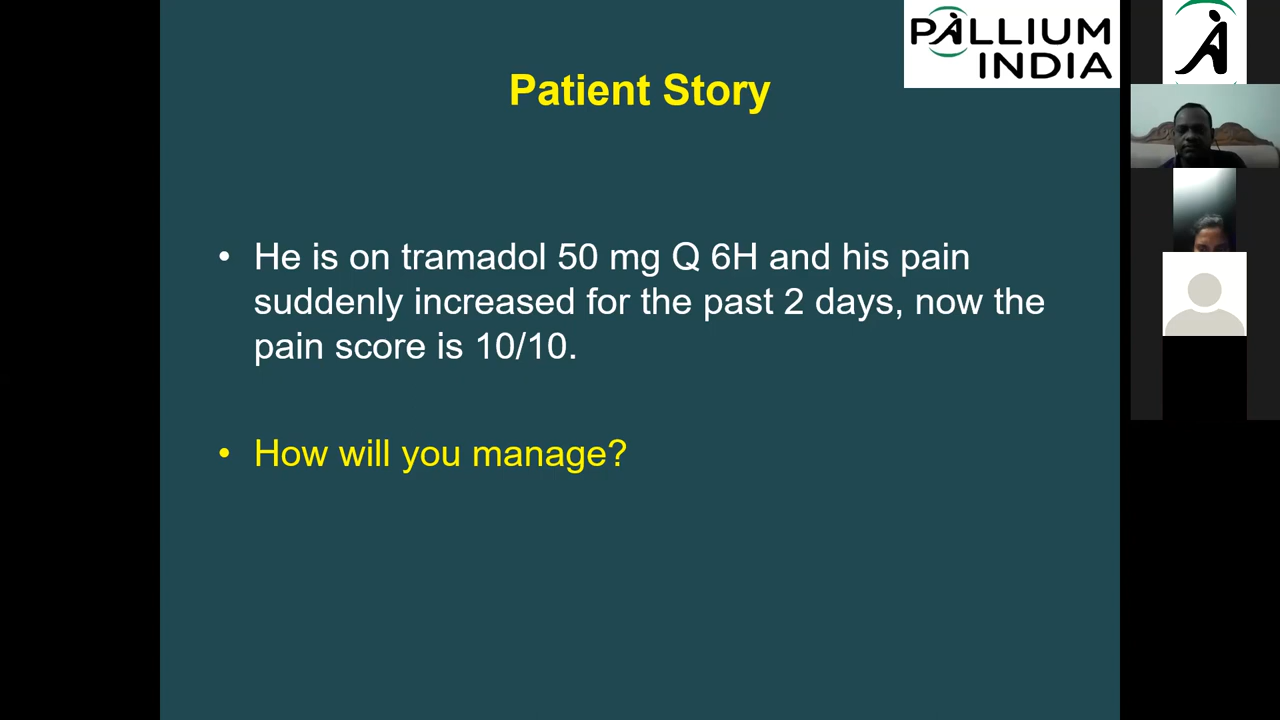 PALLIUM
INDIA
Patient Story
• He is on tramadol 50 mg Q 6H and his pain
suddenly increased for the past 2 days, now the
pain score is 10/10.
• How will you manage?